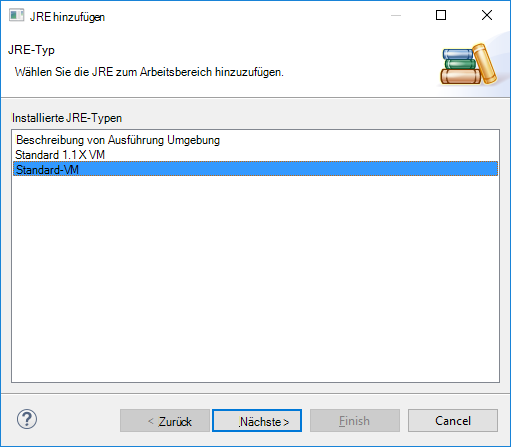 JRE hinzufügen
JRE-Typ
Wählen Sie die JRE zum Arbeitsbereich hinzuzufügen.
Installierte JRE-Typen
Beschreibung von Ausführung Umgebung
Standard 1.1 X VM
Standard-VM
? < Zurück Nächste > Finish Cancel